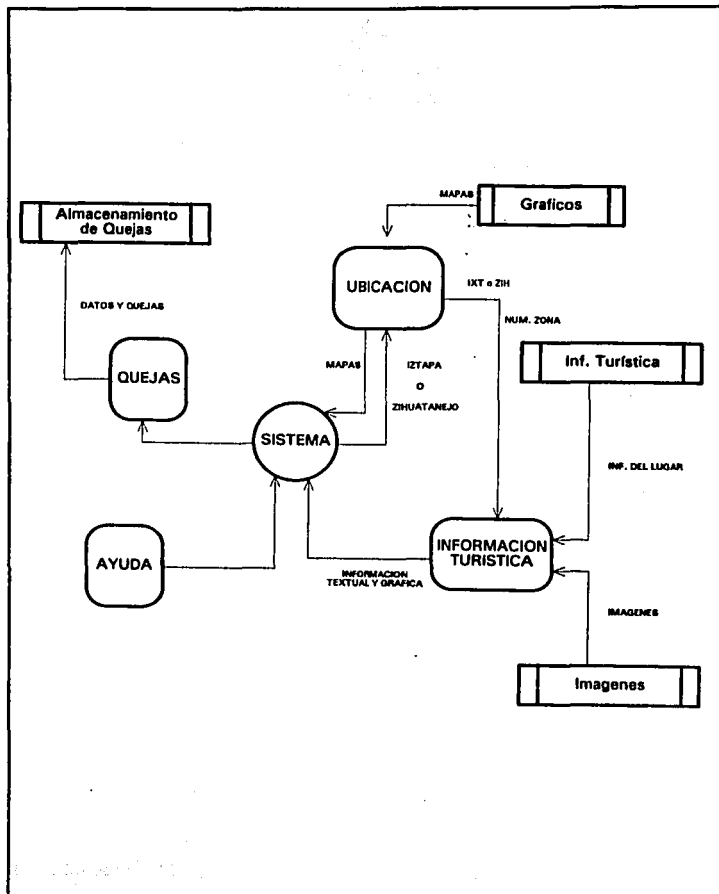 MAPAS
Graficos
Almacenamiento
de Quejas
UBICACION
IXT o ZIH
DATOS Y QUEJAS
NUM. ZONA
Inf. Turística
MAPAS
IZTAPA
O
ZIHUATANEJO
QUEJAS
SISTEMA
INF. DEL LUGAR
INFORMACION
TURISTICA
AYUDA
INFORMACION
TEXTUAL Y GRAFICA
IMAGENES
Imagenes